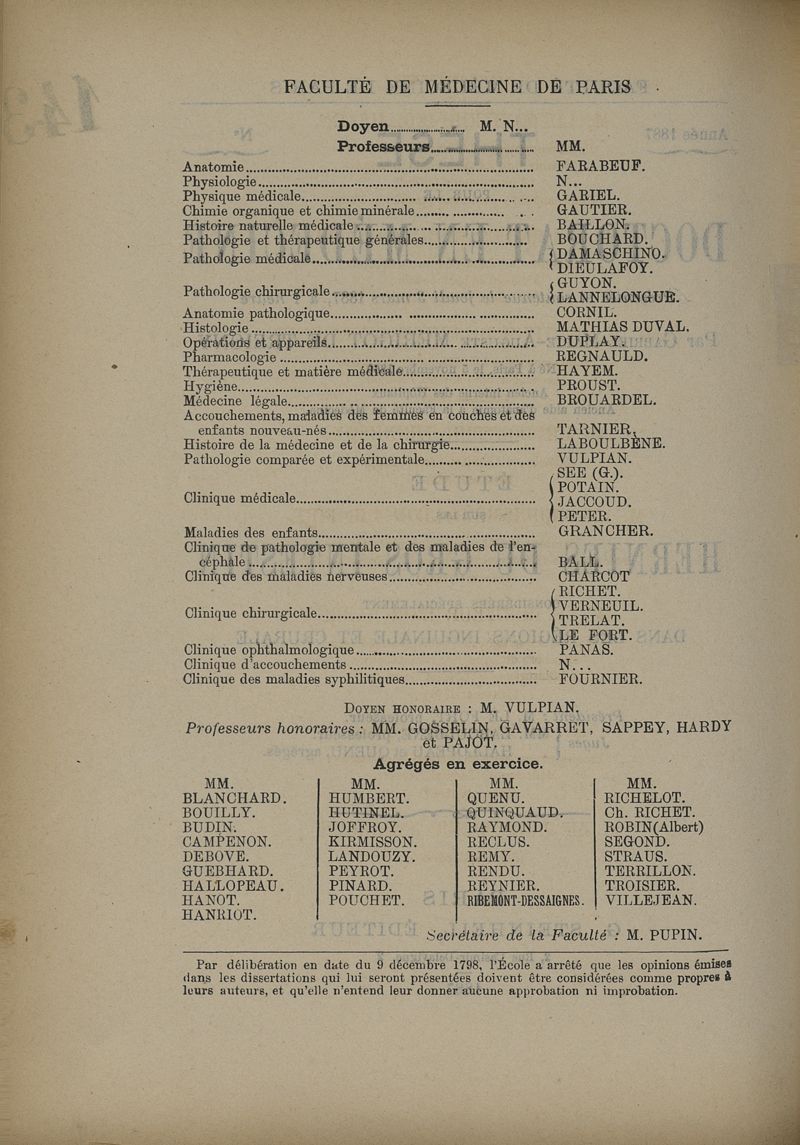 FACULTÉ DE MÉDECINE DE PARIS
Doyen........................ M. N...
Professeurs........................ MM.
Anatomie........................ FARABEUF.
Physiologie........................ N...
Physique médicale........................ GARIEL.
Chimie organique et chimie minérale........................ GAUTIER.
Histoire naturelle médicale........................ BAILLON.
Pathologie et thérapeutique générales........................ BOUCHARD.
Pathologie médicale........................ { DAMASCHINO.
DIEULAFOY.
Pathologie chirurgicale........................ { GUYON.
LANNELONGUE.
Anatomie pathologique........................ CORNIL.
Histologie........................ MATHIAS DUVAL.
Opérations et appareils........................ DUPLAY.
Pharmacologie........................ REGNAULD.
Thérapeutique et matière médicale........................ HAYEM.
Hygiène........................ PROUST.
Médecine légale........................ BROUARDEL.
Accouchements, maladies des femmes en couches et des
enfants nouveau-nés........................ TARNIER,
Histoire de la médecine et de la chirurgie........................ LABOULBÈNE.
Pathologie comparée et expérimentale........................ VULPIAN.
Clinique médicale........................ { SEE (G.).
POTAIN.
JACCOUD.
PETER.
Maladies des enfants........................ GRANCHER.
Clinique de pathologie mentale et des maladies de l'en-
céphale........................ BALL.
Clinique des maladies nerveuses........................ CHARCOT
Clinique chirurgicale........................ { RICHET.
VERNEUIL.
TRELAT.
LE FORT.
Clinique ophthalmologique........................ PANAS.
Clinique d'accouchements........................ N...
Clinique des maladies syphilitiques........................ FOURNIER.
DOYEN HONORAIRE : M. VULPIAN.
Professeurs honoraires : MM. GOSSELIN, GAVARRET, SAPPEY, HARDY
et PAJOT.
Agrégés en exercice.
MM. MM. MM. MM.
BLANCHARD. HUMBERT. QUENU. RICHELOT.
BOUILLY. HUTINEL. QUINQUAUD. Ch. RICHET.
BUDIN. JOFFROY. RAYMOND. ROBIN(Albert)
CAMPENON. KIRMISSON. RECLUS. SEGOND.
DEBOVE. LANDOUZY. REMY. STRAUS.
GUEBHARD. PEYROT. RENDU. TERRILLON.
HALLOPEAU. PINARD. REYNIER. TROISIER.
HANOT. POUCHET. RIBEMONT-DESSAIGNES. VILLEJEAN.
HANRIOT.
Secrétaire de la Faculté : M. PUPIN.
Par délibération en date du 9 décembre 1798, l'École a arrêté que les opinions émises
dans les dissertations qui lui seront présentées doivent être considérées comme propres à
leurs auteurs, et qu'elle n'entend leur donner aucune approbation ni improbation.